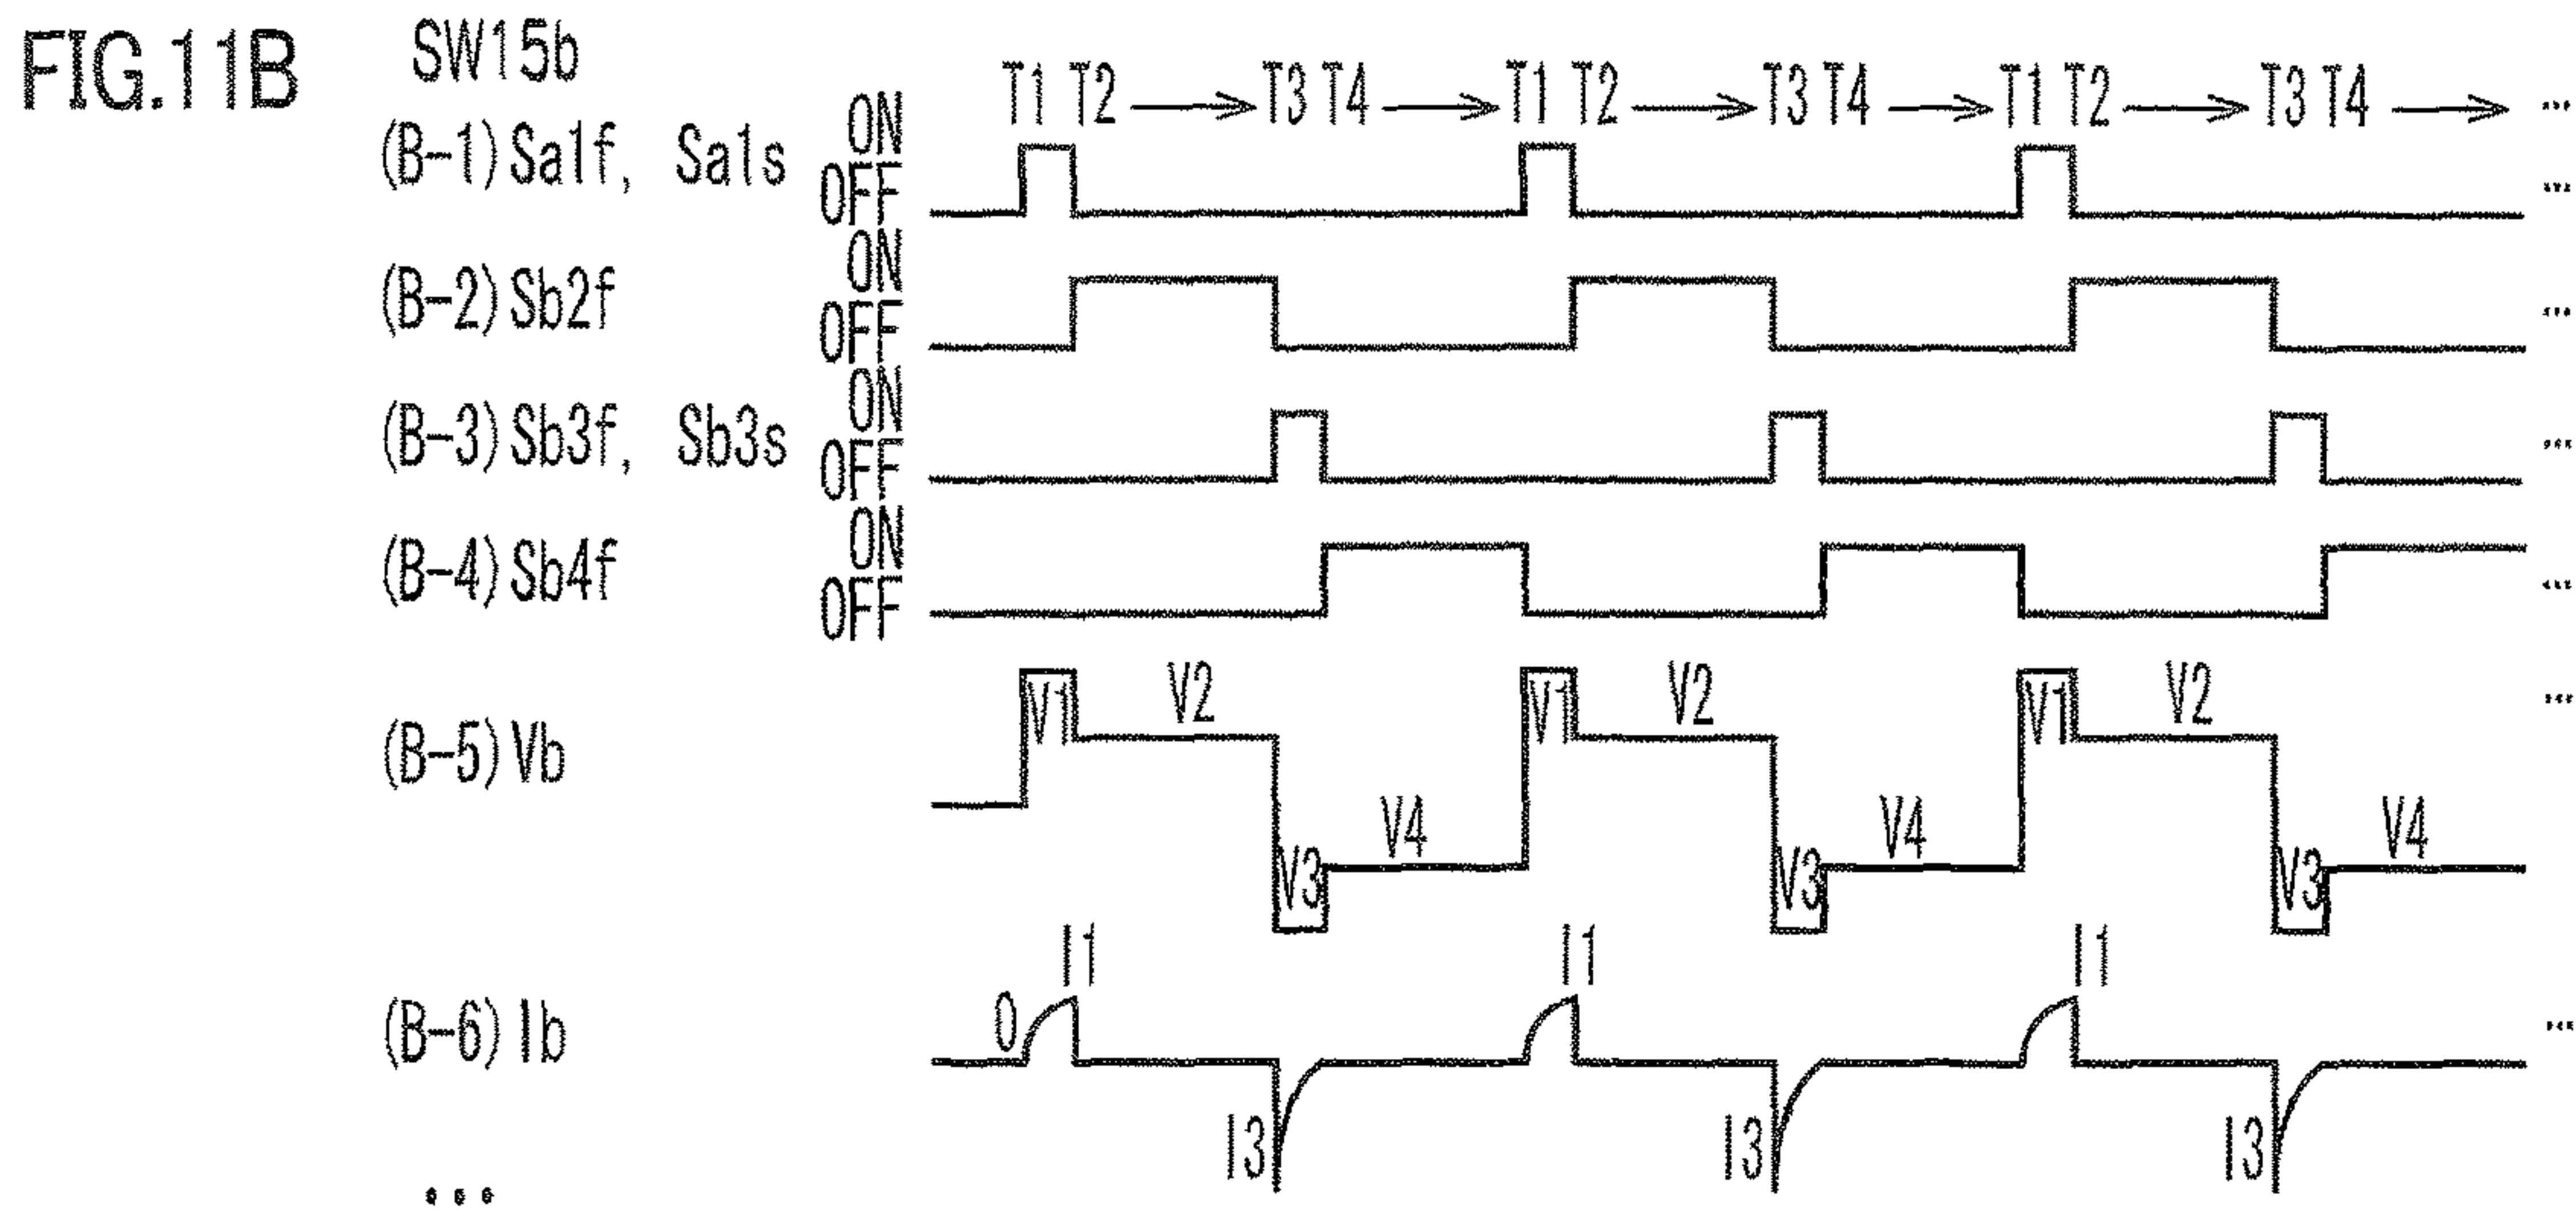 FIG.11B
SW15b
T1 T2 T3 T4 T1 T2 T3 T4 T1 T2 T3 T4 ...
(B-1) Sa1f, Sa1s ON OFF ...
(B-2) Sb2f ON OFF ...
(B-3) Sb3f, Sb3s ON OFF ...
(B-4) Sb4f ON OFF ...
(B-5) Vb V1 V2 V3 V4 V1 V2 V3 V4 V1 V2 V3 V4 ...
(B-6) Ib 0 I1 I3 I1 I3 I1 I3 ...
...